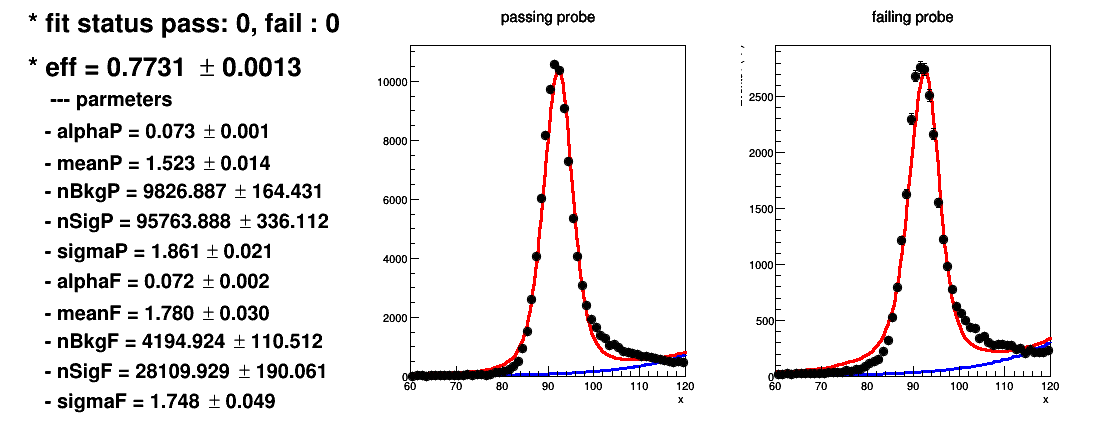 * fit status pass: 0, fail : 0
* eff = 0.7731 ± 0.0013
--- parmeters
- alphaP = 0.073 ± 0.001
- meanP = 1.523 ± 0.014
- nBkgP = 9826.887 ± 164.431
- nSigP = 95763.888 ± 336.112
- sigmaP = 1.861 ± 0.021
- alphaF = 0.072 ± 0.002
- meanF = 1.780 ± 0.030
- nBkgF = 4194.924 ± 110.512
- nSigF = 28109.929 ± 190.061
- sigmaF = 1.748 ± 0.049
passing probe
10000
8000
6000
4000
2000
0
60 70 80 90 100 110 120
x
failing probe
2500
2000
1500
1000
500
0
60 70 80 90 100 110 120
x